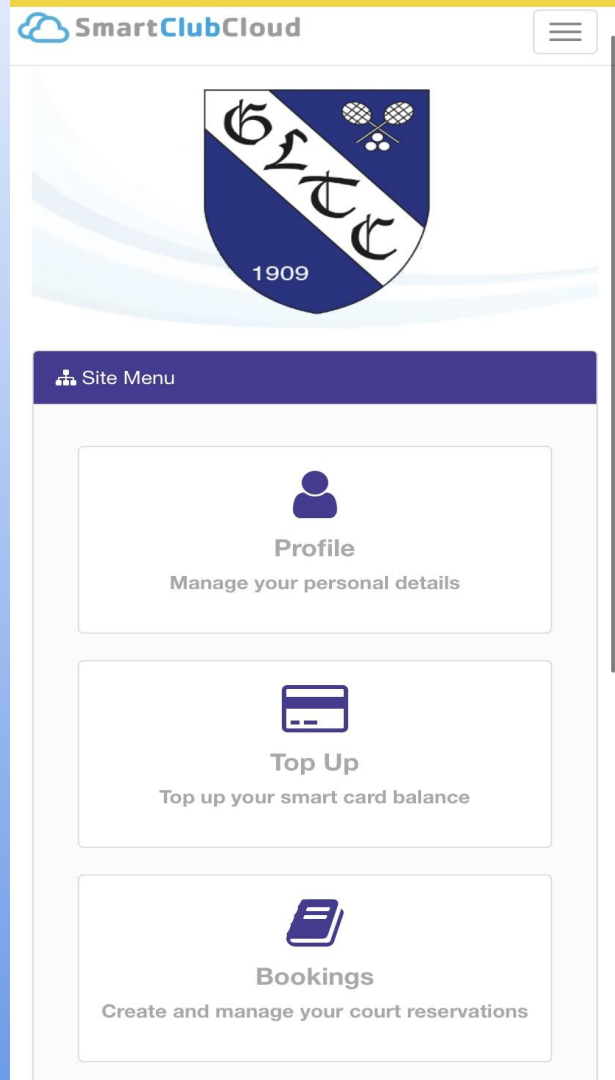 SmartClubCloud
GLTC
1909
Site Menu
Profile
Manage your personal details
Top Up
Top up your smart card balance
Bookings
Create and manage your court reservations